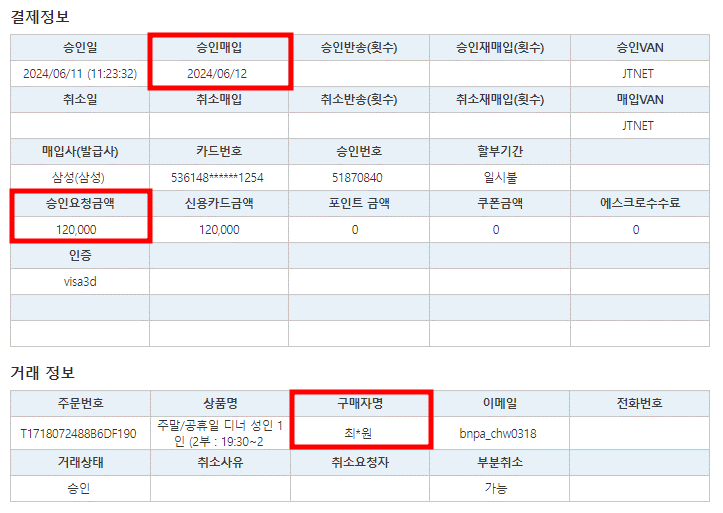 결제정보
승인일 승인매입 승인반송(횟수) 승인재매입(횟수) 승인VAN
2024/06/11 (11:23:32) 2024/06/12 JTNET
취소일 취소매입 취소반송(횟수) 취소재매입(횟수) 매입VAN
JTNET
매입사(발급사) 카드번호 승인번호 할부기간
삼성(삼성) 536148******1254 51870840 일시불
승인요청금액 신용카드금액 포인트 금액 쿠폰금액 에스크로수수료
120,000 120,000 0 0 0
인증
visa3d
거래 정보
주문번호 상품명 구매자명 이메일 전화번호
T1718072488B6DF190 주말/공휴일 디너 성인 1 최*원 bnpa_chw0318
인 (2부 : 19:30~2
거래상태 취소사유 취소요청자 부분취소
승인 가능